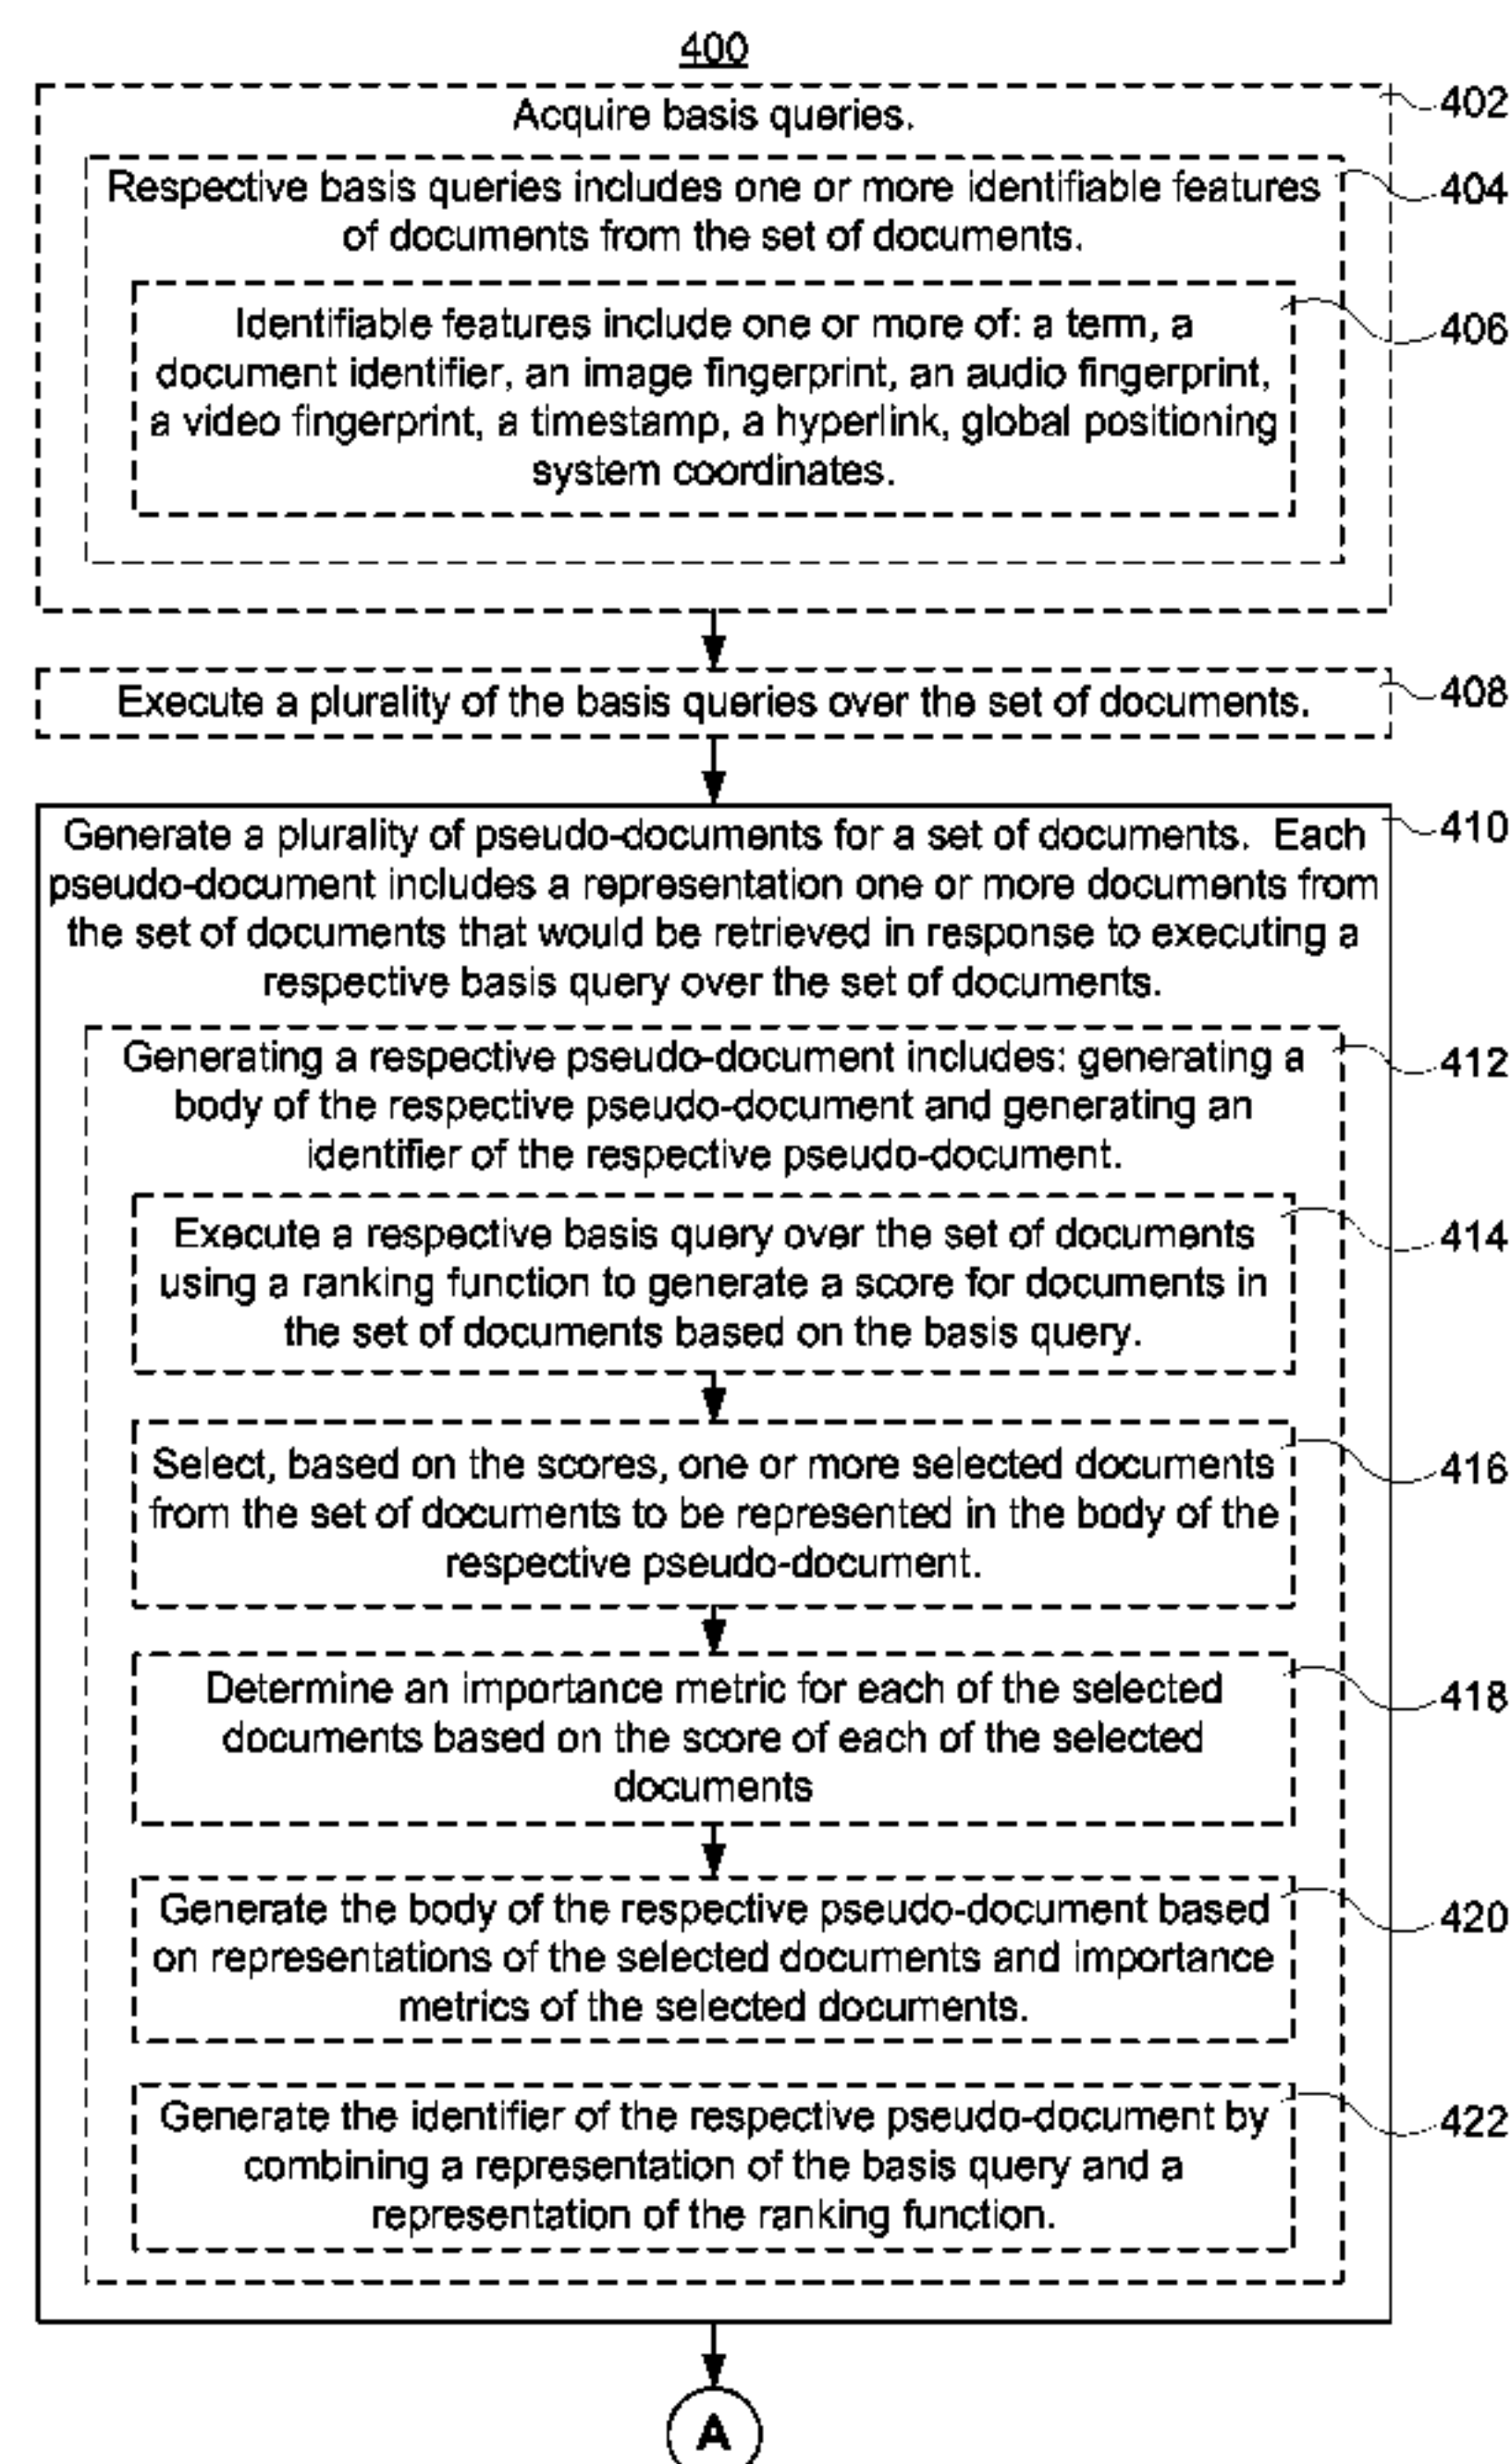 400
Acquire basis queries.
402
Respective basis queries includes one or more identifiable features
404
of documents from the set of documents.
Identifiable features include one or more of: a term, a
406
document identifier, an image fingerprint, an audio fingerprint,
a video fingerprint, a timestamp, a hyperlink, global positioning
system coordinates.
Execute a plurality of the basis queries over the set of documents.
408
Generate a plurality of pseudo-documents for a set of documents. Each
410
pseudo-document includes a representation one or more documents from
the set of documents that would be retrieved in response to executing a
respective basis query over the set of documents.
Generating a respective pseudo-document includes: generating a
412
body of the respective pseudo-document and generating an
identifier of the respective pseudo-document.
Execute a respective basis query over the set of documents
414
using a ranking function to generate a score for documents in
the set of documents based on the basis query.
Select, based on the scores, one or more selected documents
416
from the set of documents to be represented in the body of the
respective pseudo-document.
Determine an importance metric for each of the selected
418
documents based on the score of each of the selected
documents
Generate the body of the respective pseudo-document based
420
on representations of the selected documents and importance
metrics of the selected documents.
Generate the identifier of the respective pseudo-document by
422
combining a representation of the basis query and a
representation of the ranking function.
A